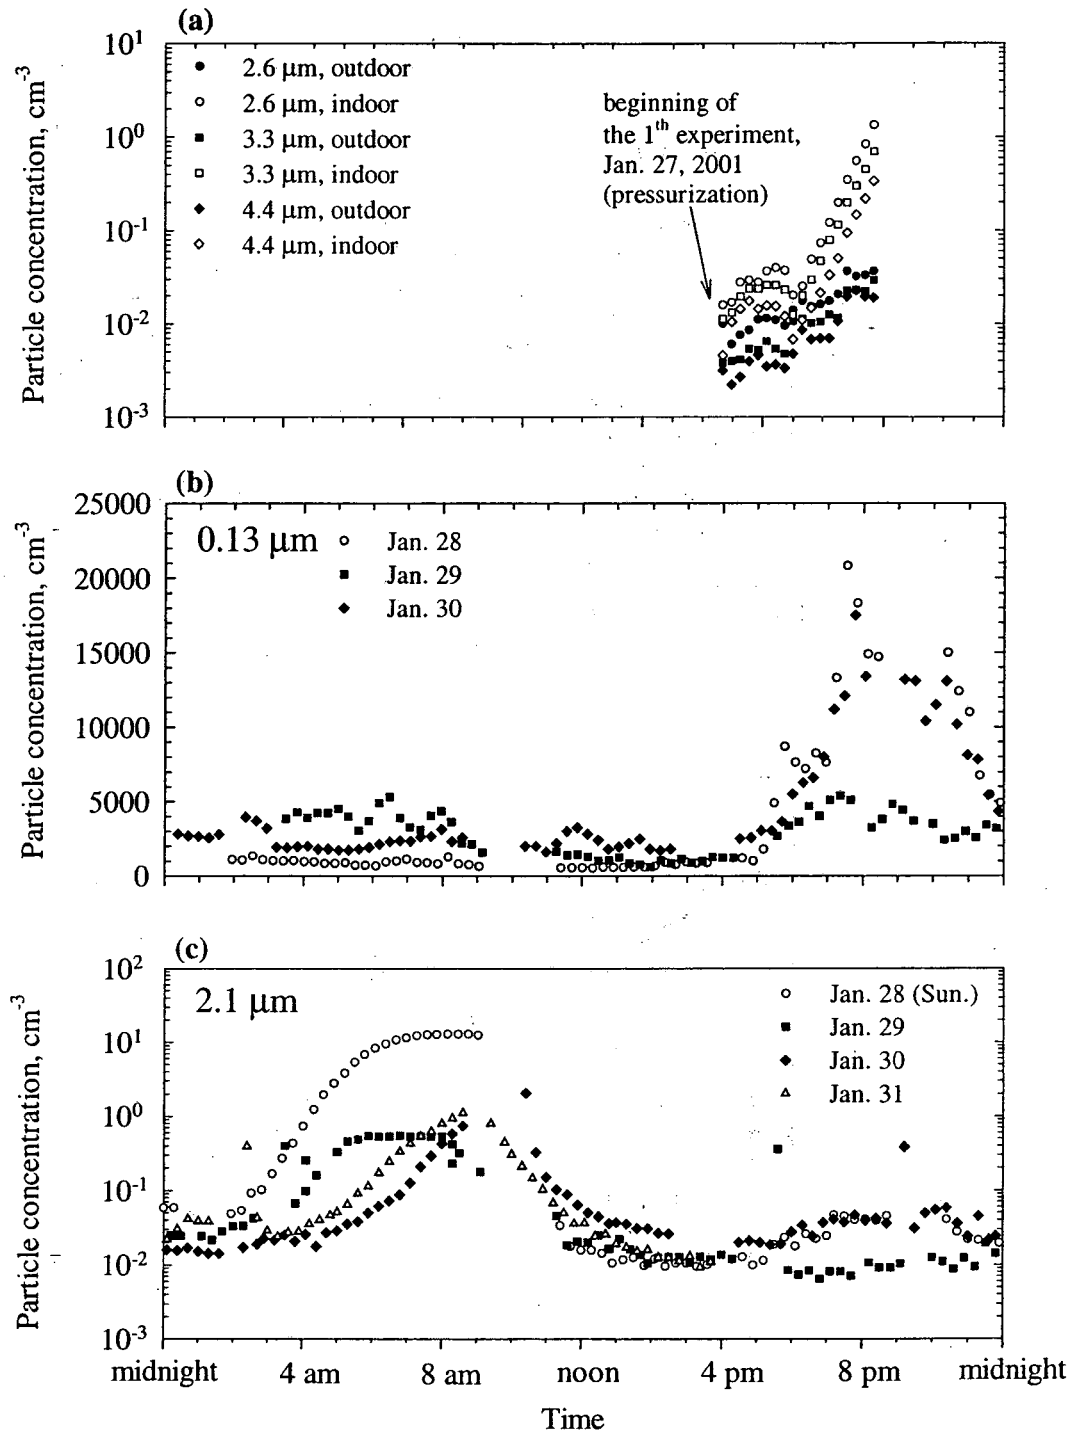 (a)
10¹
10⁰
10⁻¹
10⁻²
10⁻³
Particle concentration, cm⁻³
2.6 μm, outdoor
2.6 μm, indoor
3.3 μm, outdoor
3.3 μm, indoor
4.4 μm, outdoor
4.4 μm, indoor
beginning of
the 1ᵗʰ experiment,
Jan. 27, 2001
(pressurization)
(b)
25000
20000
15000
10000
5000
0
Particle concentration, cm⁻³
0.13 μm
Jan. 28
Jan. 29
Jan. 30
(c)
10²
10¹
10⁰
10⁻¹
10⁻²
10⁻³
Particle concentration, cm⁻³
2.1 μm
Jan. 28 (Sun.)
Jan. 29
Jan. 30
Jan. 31
midnight 4 am 8 am noon 4 pm 8 pm midnight
Time